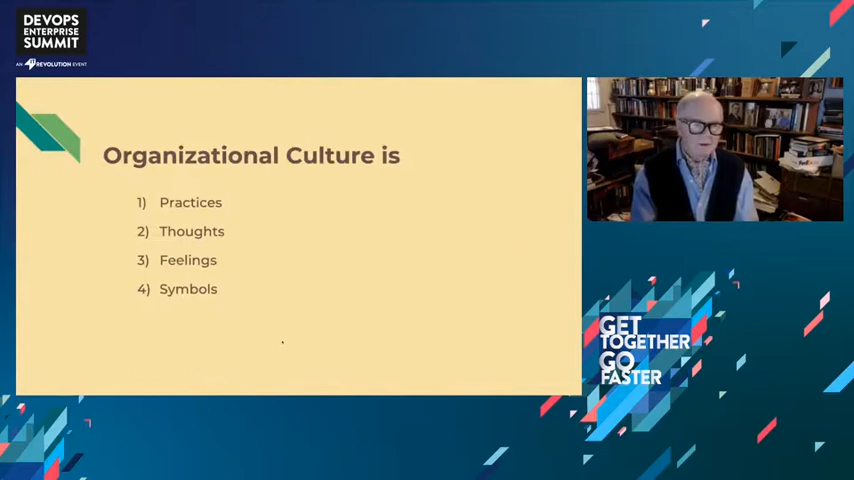 DEVOPS
ENTERPRISE
SUMMIT
AN IT REVOLUTION EVENT
Organizational Culture is
1) Practices
2) Thoughts
3) Feelings
4) Symbols
GET
TOGETHER
GO
FASTER